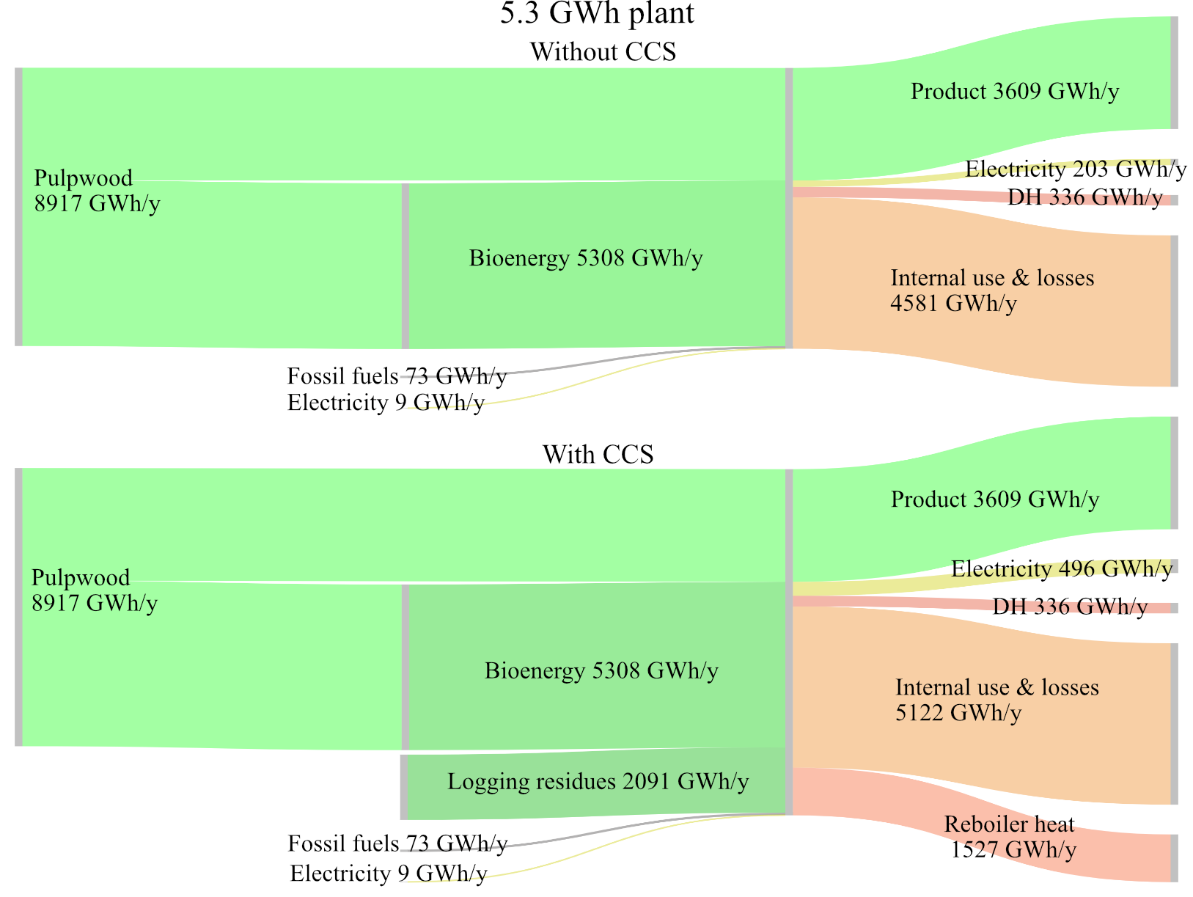 5.3 GWh plant
Without CCS
Product 3609 GWh/y
Electricity 203 GWh/y
Pulpwood
8917 GWh/y
DH 336 GWh/y
Bioenergy 5308 GWh/y
Internal use & losses
4581 GWh/y
Fossil fuels 73 GWh/y
Electricity 9 GWh/y
With CCS
Product 3609 GWh/y
Electricity 496 GWh/y
Pulpwood
8917 GWh/y
DH 336 GWh/y
Bioenergy 5308 GWh/y
Internal use & losses
5122 GWh/y
Logging residues 2091 GWh/y
Reboiler heat
1527 GWh/y
Fossil fuels 73 GWh/y
Electricity 9 GWh/y